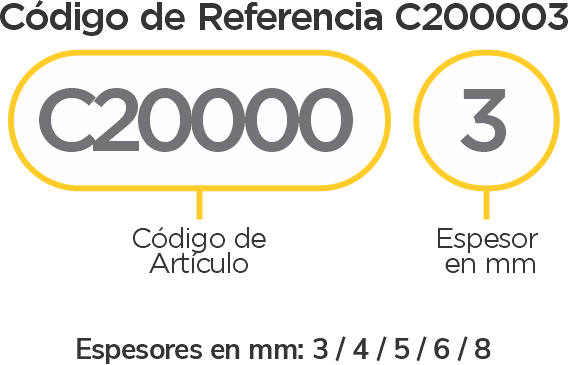 Código de Referencia C200003
C20000 3
Código de Artículo
Espesor en mm
Espesores en mm: 3 / 4 / 5 / 6 / 8